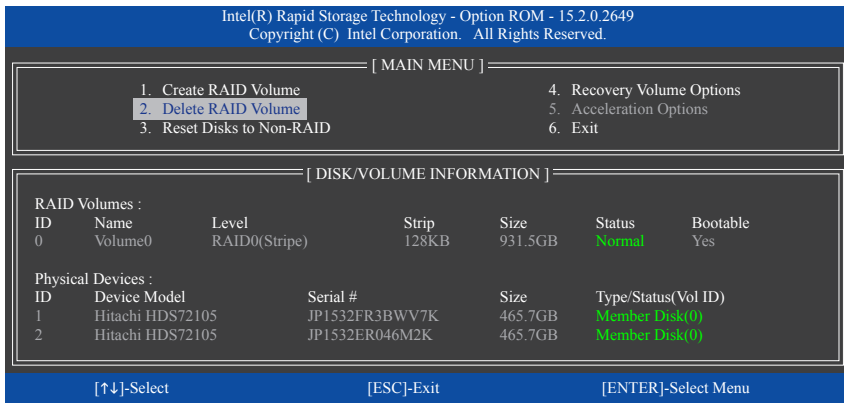 Intel(R) Rapid Storage Technology - Option ROM - 15.2.0.2649
Copyright (C) Intel Corporation. All Rights Reserved.
[ MAIN MENU ]
1. Create RAID Volume 4. Recovery Volume Options
2. Delete RAID Volume 5. Acceleration Options
3. Reset Disks to Non-RAID 6. Exit
[ DISK/VOLUME INFORMATION ]
RAID Volumes :
ID Name Level Strip Size Status Bootable
0 Volume0 RAID0(Stripe) 128KB 931.5GB Normal Yes
Physical Devices :
ID Device Model Serial # Size Type/Status(Vol ID)
1 Hitachi HDS72105 JP1532FR3BWV7K 465.7GB Member Disk(0)
2 Hitachi HDS72105 JP1532ER046M2K 465.7GB Member Disk(0)
[↑↓]-Select [ESC]-Exit [ENTER]-Select Menu